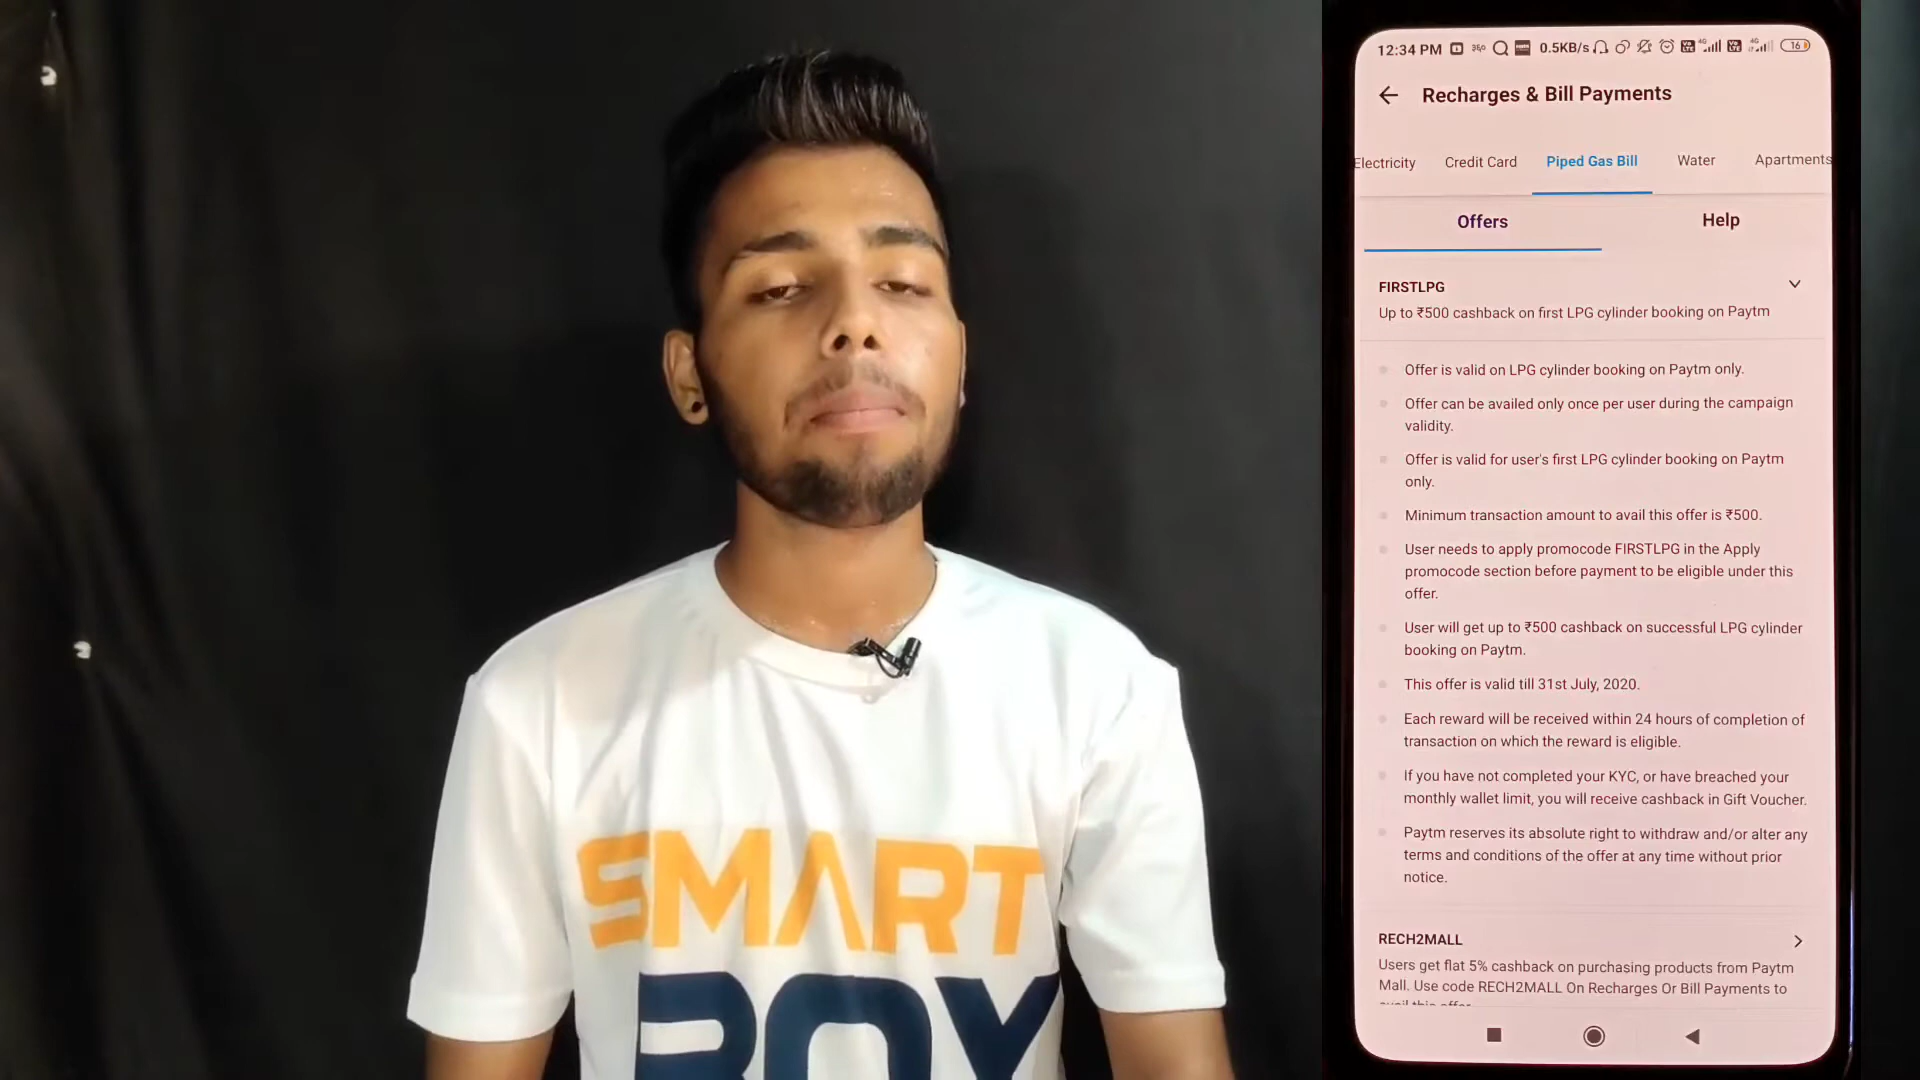 SMART
BOY
12:34 PM 0.5KB/s 16
Recharges & Bill Payments
Electricity Credit Card Piped Gas Bill Water Apartments
Offers Help
FIRSTLPG
Up to ₹500 cashback on first LPG cylinder booking on Paytm
Offer is valid on LPG cylinder booking on Paytm only.
Offer can be availed only once per user during the campaign
validity.
Offer is valid for user's first LPG cylinder booking on Paytm
only.
Minimum transaction amount to avail this offer is ₹500.
User needs to apply promocode FIRSTLPG in the Apply
promocode section before payment to be eligible under this
offer.
User will get up to ₹500 cashback on successful LPG cylinder
booking on Paytm.
This offer is valid till 31st July, 2020.
Each reward will be received within 24 hours of completion of
transaction on which the reward is eligible.
If you have not completed your KYC, or have breached your
monthly wallet limit, you will receive cashback in Gift Voucher.
Paytm reserves its absolute right to withdraw and/or alter any
terms and conditions of the offer at any time without prior
notice.
RECH2MALL
Users get flat 5% cashback on purchasing products from Paytm
Mall. Use code RECH2MALL On Recharges Or Bill Payments to